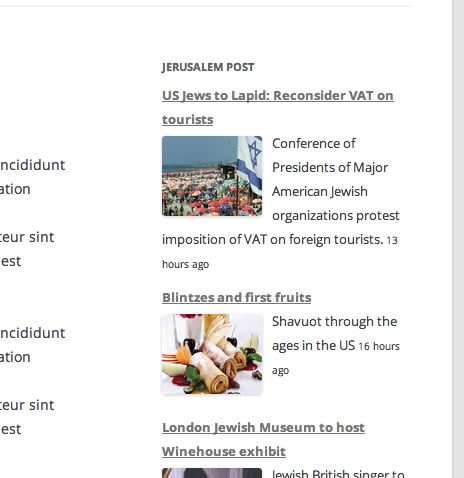 JERUSALEM POST
US Jews to Lapid: Reconsider VAT on
tourists
Conference of
Presidents of Major
American Jewish
organizations protest
imposition of VAT on foreign tourists. 13
hours ago
Blintzes and first fruits
Shavuot through the
ages in the US 16 hours
ago
London Jewish Museum to host
Winehouse exhibit
Jewish British singer to
ncididunt
ation
teur sint
est
ncididunt
ation
teur sint
est